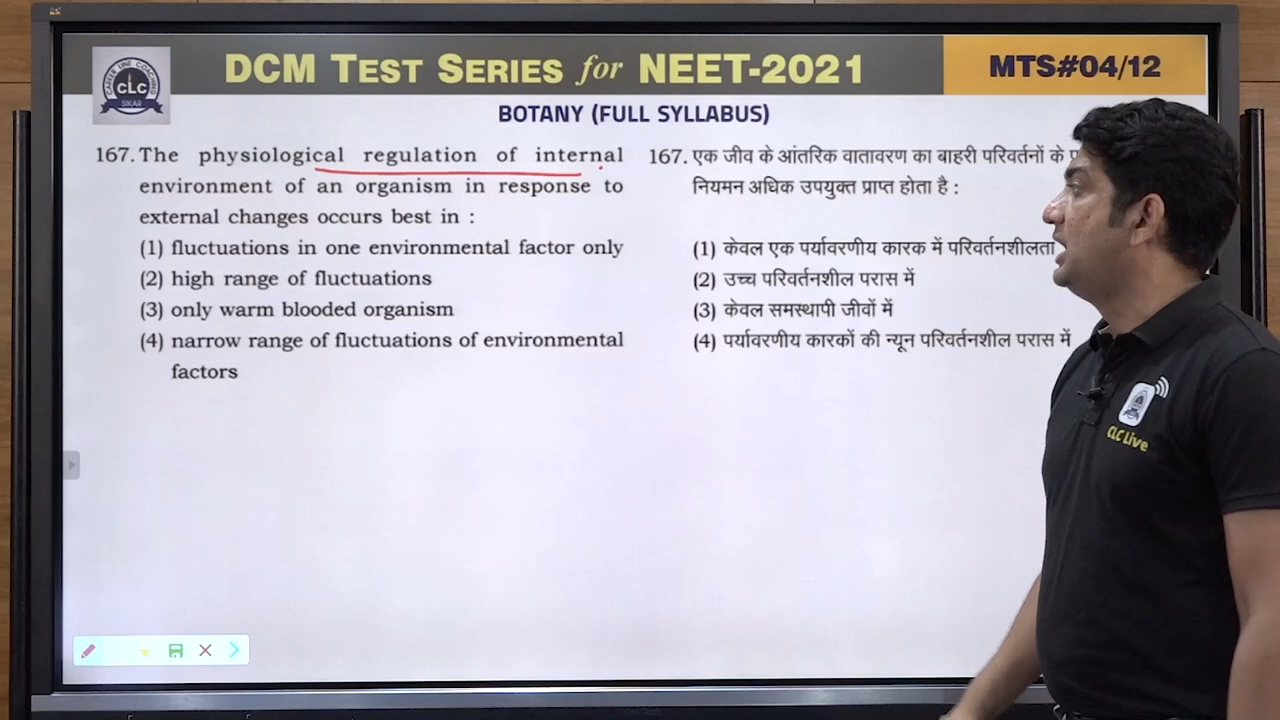 DCM TEST SERIES for NEET-2021
MTS#04/12
CAREER LINE COACHING
CLC
SIKAR
BOTANY (FULL SYLLABUS)
167. The physiological regulation of internal
environment of an organism in response to
external changes occurs best in :
(1) fluctuations in one environmental factor only
(2) high range of fluctuations
(3) only warm blooded organism
(4) narrow range of fluctuations of environmental
factors
167. एक जीव के आंतरिक वातावरण का बाहरी परिवर्तनों के
नियमन अधिक उपयुक्त प्राप्त होता है :
(1) केवल एक पर्यावरणीय कारक में परिवर्तनशीलता
(2) उच्च परिवर्तनशील परास में
(3) केवल समस्थापी जीवों में
(4) पर्यावरणीय कारकों की न्यून परिवर्तनशील परास में
CLC Live